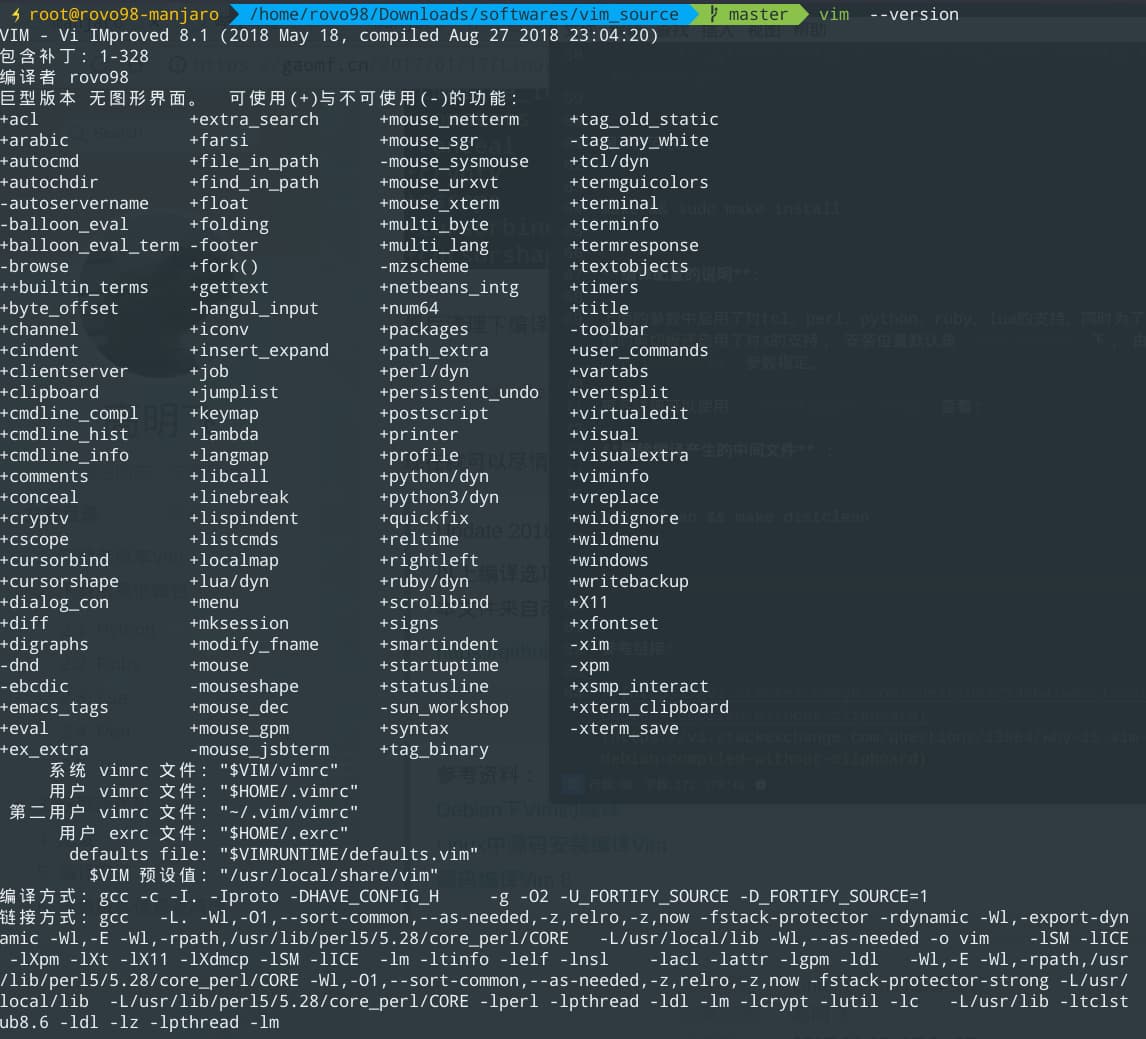 root@rovo98-manjaro /home/rovo98/Downloads/softwares/vim_source master vim --version
VIM - Vi IMproved 8.1 (2018 May 18, compiled Aug 27 2018 23:04:20)
包含补丁: 1-328
编译者 rovo98
巨型版本 无图形界面。 可使用(+)与不可使用(-)的功能:
+acl +extra_search +mouse_netterm +tag_old_static
+arabic +farsi +mouse_sgr -tag_any_white
+autocmd +file_in_path -mouse_sysmouse +tcl/dyn
+autochdir +find_in_path +mouse_urxvt +termguicolors
-autoservername +float +mouse_xterm +terminal
-balloon_eval +folding +multi_byte +terminfo
+balloon_eval_term -footer +multi_lang +termresponse
-browse +fork() -mzscheme +textobjects
++builtin_terms +gettext +netbeans_intg +timers
+byte_offset -hangul_input +num64 +title
+channel +iconv +packages -toolbar
+cindent +insert_expand +path_extra +user_commands
+clientserver +job +perl/dyn +vartabs
+clipboard +jumplist +persistent_undo +vertsplit
+cmdline_compl +keymap +postscript +virtualedit
+cmdline_hist +lambda +printer +visual
+cmdline_info +langmap +profile +visualextra
+comments +libcall +python/dyn +viminfo
+conceal +linebreak +python3/dyn +vreplace
+cryptv +lispindent +quickfix +wildignore
+cscope +listcmds +reltime +wildmenu
+cursorbind +localmap +rightleft +windows
+cursorshape +lua/dyn +ruby/dyn +writebackup
+dialog_con +menu +scrollbind +X11
+diff +mksession +signs +xfontset
+digraphs +modify_fname +smartindent -xim
-dnd +mouse +startuptime -xpm
-ebcdic -mouseshape +statusline +xsmp_interact
+emacs_tags +mouse_dec -sun_workshop +xterm_clipboard
+eval +mouse_gpm +syntax -xterm_save
+ex_extra -mouse_jsbterm +tag_binary
系统 vimrc 文件: "$VIM/vimrc"
用户 vimrc 文件: "$HOME/.vimrc"
第二用户 vimrc 文件: "~/.vim/vimrc"
用户 exrc 文件: "$HOME/.exrc"
defaults file: "$VIMRUNTIME/defaults.vim"
$VIM 预设值: "/usr/local/share/vim"
编译方式: gcc -c -I. -Iproto -DHAVE_CONFIG_H -g -O2 -U_FORTIFY_SOURCE -D_FORTIFY_SOURCE=1
链接方式: gcc -L. -Wl,-O1,--sort-common,--as-needed,-z,relro,-z,now -fstack-protector -rdynamic -Wl,-export-dyn
amic -Wl,-E -Wl,-rpath,/usr/lib/perl5/5.28/core_perl/CORE -L/usr/local/lib -Wl,--as-needed -o vim -lSM -lICE
-lXpm -lXt -lX11 -lXdmcp -lSM -lICE -lm -ltinfo -lelf -lnsl -lacl -lattr -lgpm -ldl -Wl,-E -Wl,-rpath,/usr
/lib/perl5/5.28/core_perl/CORE -Wl,-O1,--sort-common,--as-needed,-z,relro,-z,now -fstack-protector-strong -L/usr/
local/lib -L/usr/lib/perl5/5.28/core_perl/CORE -lperl -lpthread -ldl -lm -lcrypt -lutil -lc -L/usr/lib -ltclst
ub8.6 -ldl -lz -lpthread -lm